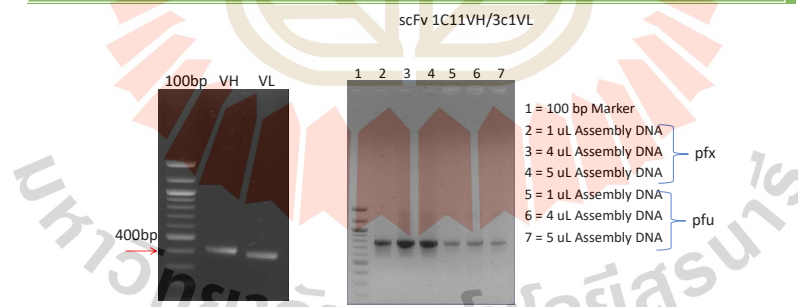 scFv 1C11VH/3c1VL
100bp VH VL
400bp
1 2 3 4 5 6 7
1 = 100 bp Marker
2 = 1 uL Assembly DNA
3 = 4 uL Assembly DNA
4 = 5 uL Assembly DNA
pfx
5 = 1 uL Assembly DNA
6 = 4 uL Assembly DNA
7 = 5 uL Assembly DNA
pfu